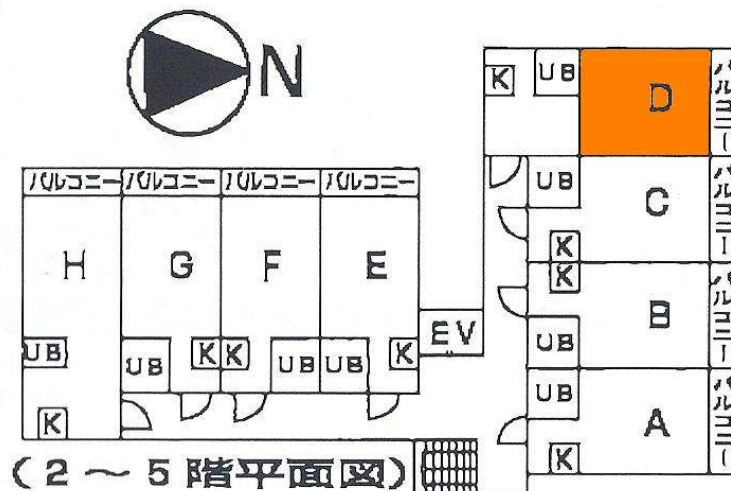 N
K UB D バルコニー
バルコニー バルコニー バルコニー バルコニー
UB C バルコニー
K
H G F E
K B バルコニー
EV
UB
UB UB K K UB UB K
UB A バルコニー
K
K
(2～5階平面図)